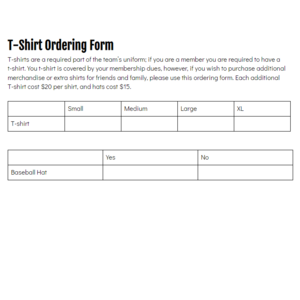 T-Shirt Ordering Form
T-shirts are a required part of the team's uniform; if you are a member you are required to have a
t-shirt. You t-shirt is covered by your membership dues, however, if you wish to purchase additional
merchandise or extra shirts for friends and family, please use this ordering form. Each additional
T-shirt cost $20 per shirt, and hats cost $15.
Small Medium Large XL
T-shirt
Yes No
Baseball Hat